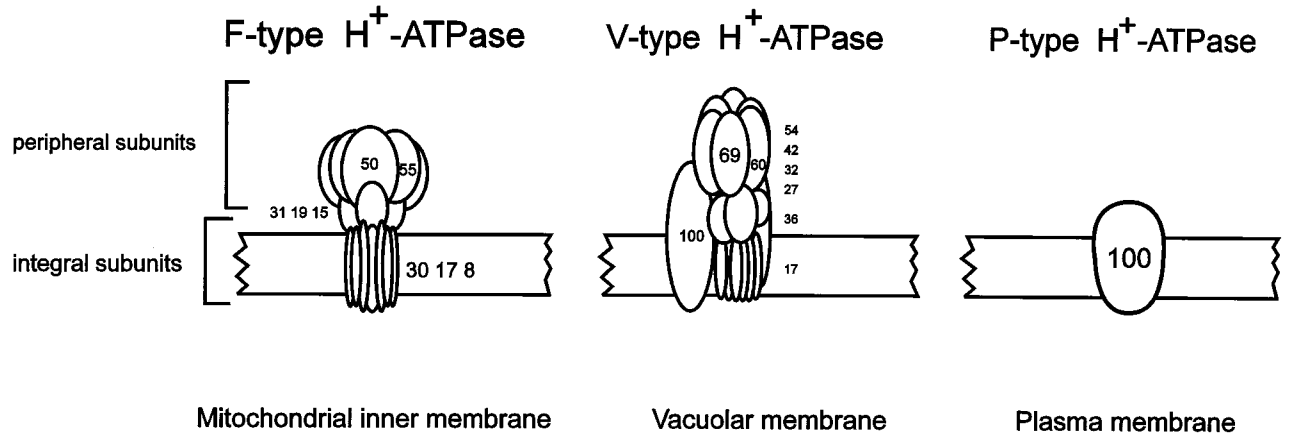 F-type H+-ATPase
V-type H+-ATPase
P-type H+-ATPase
peripheral subunits
50
55
31 19 15
integral subunits
30 17 8
69
60
100
54
42
32
27
36
17
100
Mitochondrial inner membrane
Vacuolar membrane
Plasma membrane